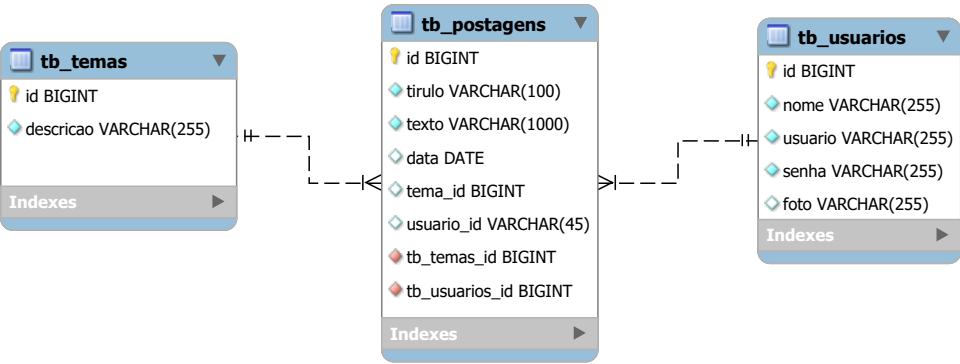 tb_temas
id BIGINT
descricao VARCHAR(255)
Indexes
tb_postagens
id BIGINT
tirulo VARCHAR(100)
texto VARCHAR(1000)
data DATE
tema_id BIGINT
usuario_id VARCHAR(45)
tb_temas_id BIGINT
tb_usuarios_id BIGINT
Indexes
tb_usuarios
id BIGINT
nome VARCHAR(255)
usuario VARCHAR(255)
senha VARCHAR(255)
foto VARCHAR(255)
Indexes